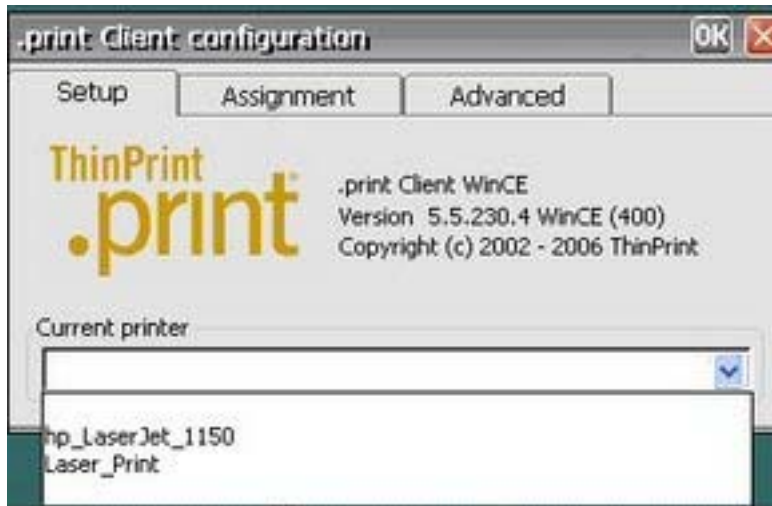 .print Client configuration OK
Setup Assignment Advanced
ThinPrint
.print
.print Client WinCE
Version 5.5.230.4 WinCE (400)
Copyright (c) 2002 - 2006 ThinPrint
Current printer
hp_LaserJet_1150
Laser_Print